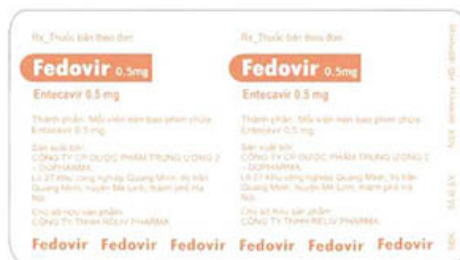 Rx_Thuốc bán theo đơn
Fedovir 0.5mg
Entecavir 0.5 mg
Thành phần: Mỗi viên nén bao phim chứa
Entecavir 0.5 mg
Sản xuất bởi:
CÔNG TY CP DƯỢC PHẨM TRUNG ƯƠNG 2
- DOPHARMA.
Lô 27 Khu công nghiệp Quang Minh, thị trấn
Quang Minh, huyện Mê Linh, thành phố Hà
Nội
Chủ sở hữu sản phẩm:
CÔNG TY TNHH RELIV PHARMA
Rx_Thuốc bán theo đơn
Fedovir 0.5mg
Entecavir 0.5 mg
Thành phần: Mỗi viên nén bao phim chứa
Entecavir 0.5 mg
Sản xuất bởi:
CÔNG TY CP DƯỢC PHẨM TRUNG ƯƠNG 2
- DOPHARMA.
Lô 27 Khu công nghiệp Quang Minh, thị trấn
Quang Minh, huyện Mê Linh, thành phố Hà
Nội
Chủ sở hữu sản phẩm:
CÔNG TY TNHH RELIV PHARMA
Fedovir Fedovir Fedovir Fedovir Fedovir Fedovir